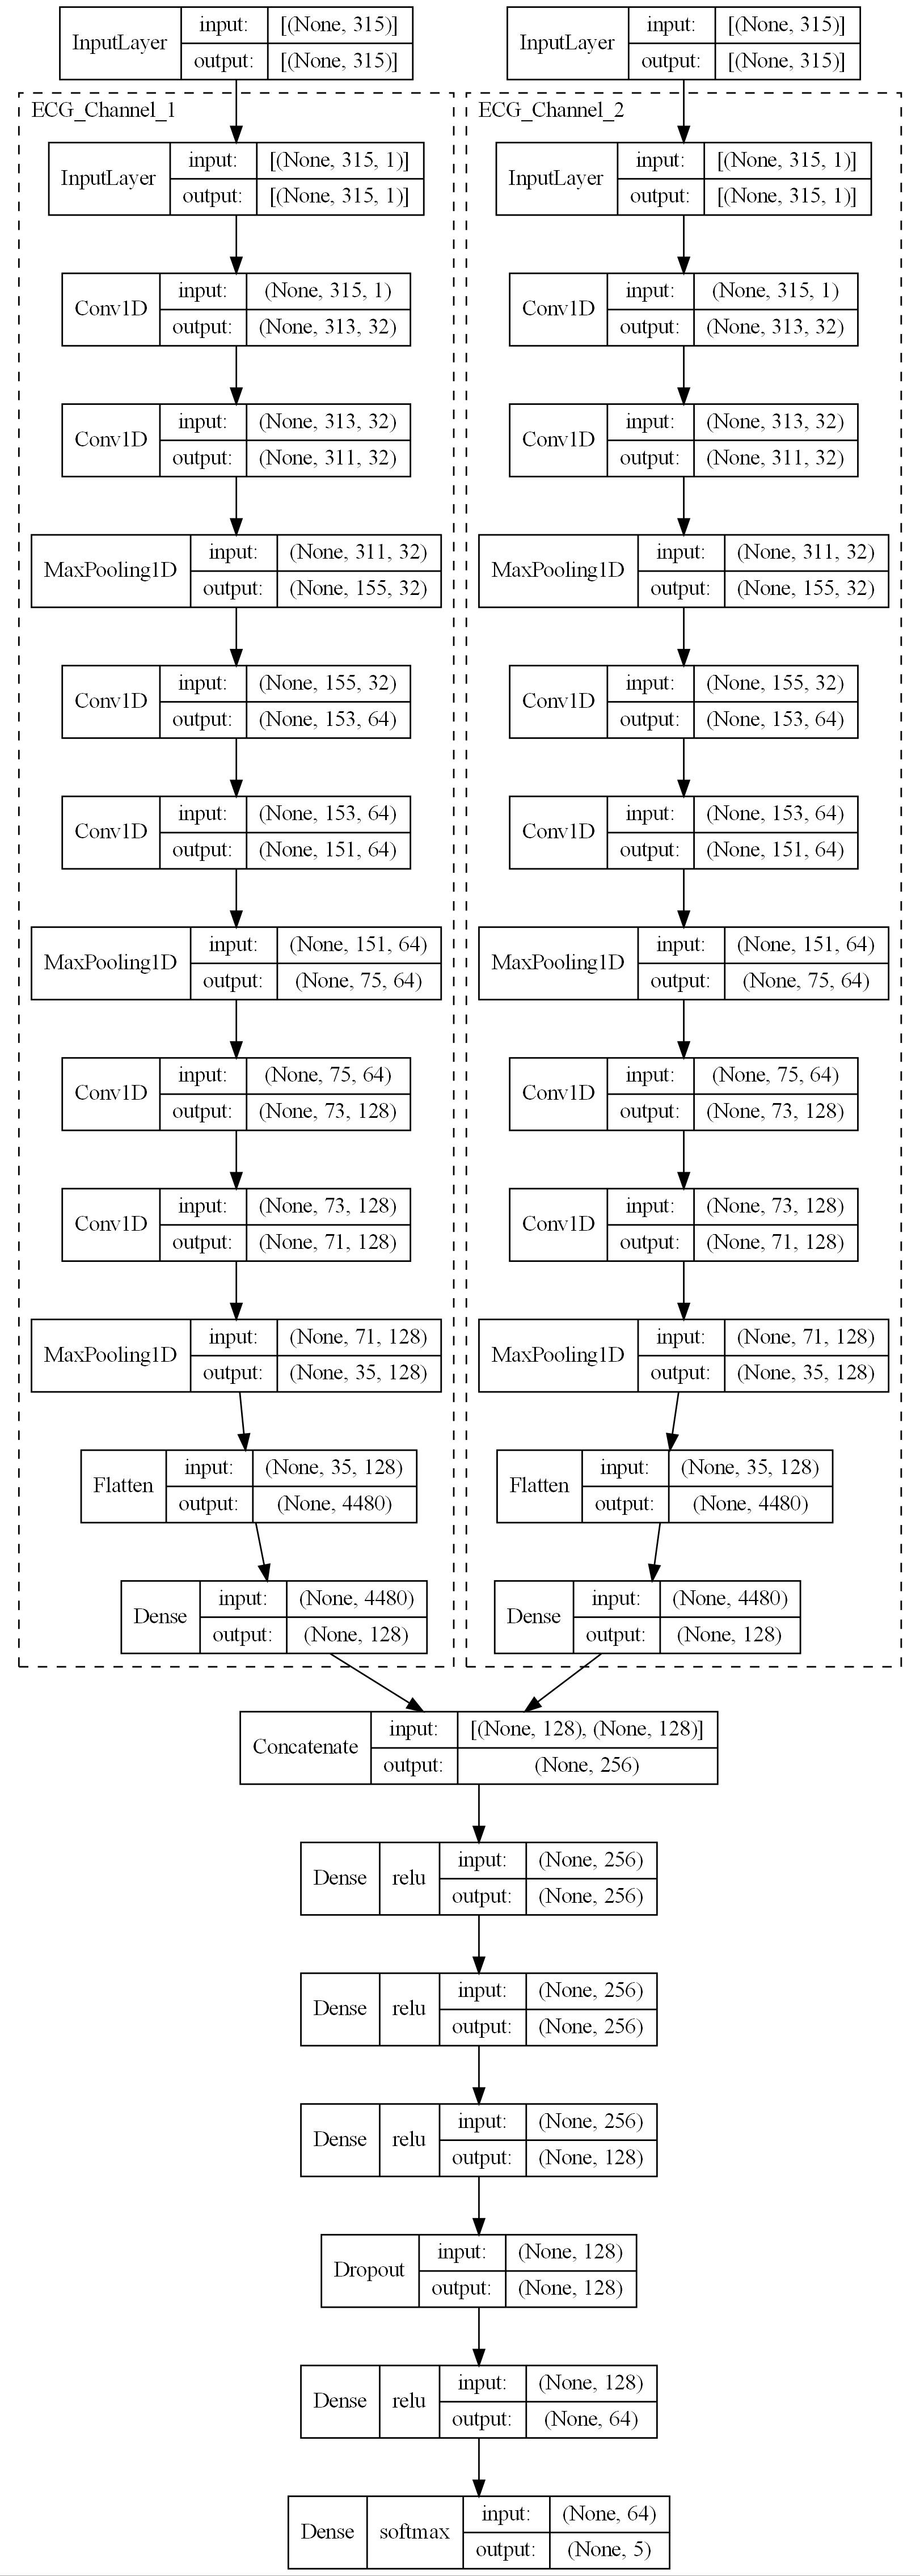 InputLayer input: [(None, 315)]
output: [(None, 315)]
InputLayer input: [(None, 315)]
output: [(None, 315)]
ECG_Channel_1
InputLayer input: [(None, 315, 1)]
output: [(None, 315, 1)]
Conv1D input: (None, 315, 1)
output: (None, 313, 32)
Conv1D input: (None, 313, 32)
output: (None, 311, 32)
MaxPooling1D input: (None, 311, 32)
output: (None, 155, 32)
Conv1D input: (None, 155, 32)
output: (None, 153, 64)
Conv1D input: (None, 153, 64)
output: (None, 151, 64)
MaxPooling1D input: (None, 151, 64)
output: (None, 75, 64)
Conv1D input: (None, 75, 64)
output: (None, 73, 128)
Conv1D input: (None, 73, 128)
output: (None, 71, 128)
MaxPooling1D input: (None, 71, 128)
output: (None, 35, 128)
Flatten input: (None, 35, 128)
output: (None, 4480)
Dense input: (None, 4480)
output: (None, 128)
ECG_Channel_2
InputLayer input: [(None, 315, 1)]
output: [(None, 315, 1)]
Conv1D input: (None, 315, 1)
output: (None, 313, 32)
Conv1D input: (None, 313, 32)
output: (None, 311, 32)
MaxPooling1D input: (None, 311, 32)
output: (None, 155, 32)
Conv1D input: (None, 155, 32)
output: (None, 153, 64)
Conv1D input: (None, 153, 64)
output: (None, 151, 64)
MaxPooling1D input: (None, 151, 64)
output: (None, 75, 64)
Conv1D input: (None, 75, 64)
output: (None, 73, 128)
Conv1D input: (None, 73, 128)
output: (None, 71, 128)
MaxPooling1D input: (None, 71, 128)
output: (None, 35, 128)
Flatten input: (None, 35, 128)
output: (None, 4480)
Dense input: (None, 4480)
output: (None, 128)
Concatenate input: [(None, 128), (None, 128)]
output: (None, 256)
Dense relu input: (None, 256)
output: (None, 256)
Dense relu input: (None, 256)
output: (None, 256)
Dense relu input: (None, 256)
output: (None, 128)
Dropout input: (None, 128)
output: (None, 128)
Dense relu input: (None, 128)
output: (None, 64)
Dense softmax input: (None, 64)
output: (None, 5)